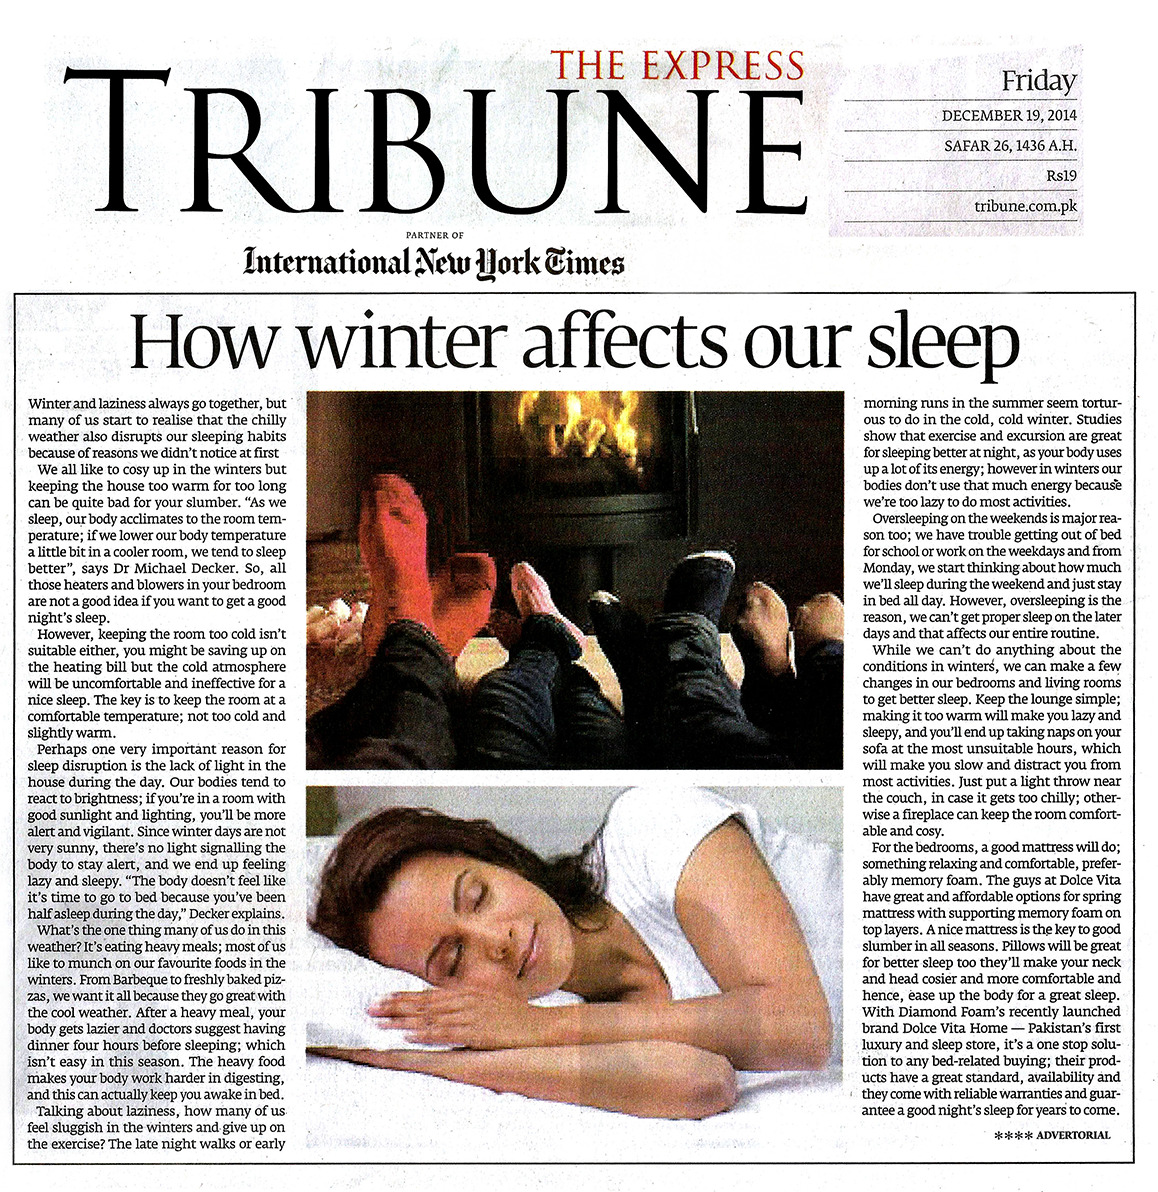 THE EXPRESS
TRIBUNE
Friday
DECEMBER 19, 2014
SAFAR 26, 1436 A.H.
Rs19
tribune.com.pk
PARTNER OF
International New York Times
How winter affects our sleep
Winter and laziness always go together, but
many of us start to realise that the chilly
weather also disrupts our sleeping habits
because of reasons we didn't notice at first
We all like to cosy up in the winters but
keeping the house too warm for too long
can be quite bad for your slumber. “As we
sleep, our body acclimates to the room tem-
perature; if we lower our body temperature
a little bit in a cooler room, we tend to sleep
better”, says Dr Michael Decker. So, all
those heaters and blowers in your bedroom
are not a good idea if you want to get a good
night's sleep.
However, keeping the room too cold isn't
suitable either, you might be saving up on
the heating bill but the cold atmosphere
will be uncomfortable and ineffective for a
nice sleep. The key is to keep the room at a
comfortable temperature; not too cold and
slightly warm.
Perhaps one very important reason for
sleep disruption is the lack of light in the
house during the day. Our bodies tend to
react to brightness; if you're in a room with
good sunlight and lighting, you'll be more
alert and vigilant. Since winter days are not
very sunny, there's no light signalling the
body to stay alert, and we end up feeling
lazy and sleepy. “The body doesn't feel like
it's time to go to bed because you've been
half asleep during the day,” Decker explains.
What's the one thing many of us do in this
weather? It's eating heavy meals; most of us
like to munch on our favourite foods in the
winters. From Barbeque to freshly baked piz-
zas, we want it all because they go great with
the cool weather. After a heavy meal, your
body gets lazier and doctors suggest having
dinner four hours before sleeping; which
isn't easy in this season. The heavy food
makes your body work harder in digesting,
and this can actually keep you awake in bed.
Talking about laziness, how many of us
feel sluggish in the winters and give up on
the exercise? The late night walks or early
morning runs in the summer seem tortur-
ous to do in the cold, cold winter. Studies
show that exercise and excursion are great
for sleeping better at night, as your body uses
up a lot of its energy; however in winters our
bodies don't use that much energy because
we're too lazy to do most activities.
Oversleeping on the weekends is major rea-
son too; we have trouble getting out of bed
for school or work on the weekdays and from
Monday, we start thinking about how much
we'll sleep during the weekend and just stay
in bed all day. However, oversleeping is the
reason, we can't get proper sleep on the later
days and that affects our entire routine.
While we can't do anything about the
conditions in winters, we can make a few
changes in our bedrooms and living rooms
to get better sleep. Keep the lounge simple;
making it too warm will make you lazy and
sleepy, and you'll end up taking naps on your
sofa at the most unsuitable hours, which
will make you slow and distract you from
most activities. Just put a light throw near
the couch, in case it gets too chilly; other-
wise a fireplace can keep the room comfort-
able and cosy.
For the bedrooms, a good mattress will do;
something relaxing and comfortable, prefer-
ably memory foam. The guys at Dolce Vita
have great and affordable options for spring
mattress with supporting memory foam on
top layers. A nice mattress is the key to good
slumber in all seasons. Pillows will be great
for better sleep too they'll make your neck
and head cosier and more comfortable and
hence, ease up the body for a great sleep.
With Diamond Foam's recently launched
brand Dolce Vita Home — Pakistan's first
luxury and sleep store, it's a one stop solu-
tion to any bed-related buying; their prod-
ucts have a great standard, availability and
they come with reliable warranties and guar-
antee a good night's sleep for years to come.
**** ADVERTORIAL